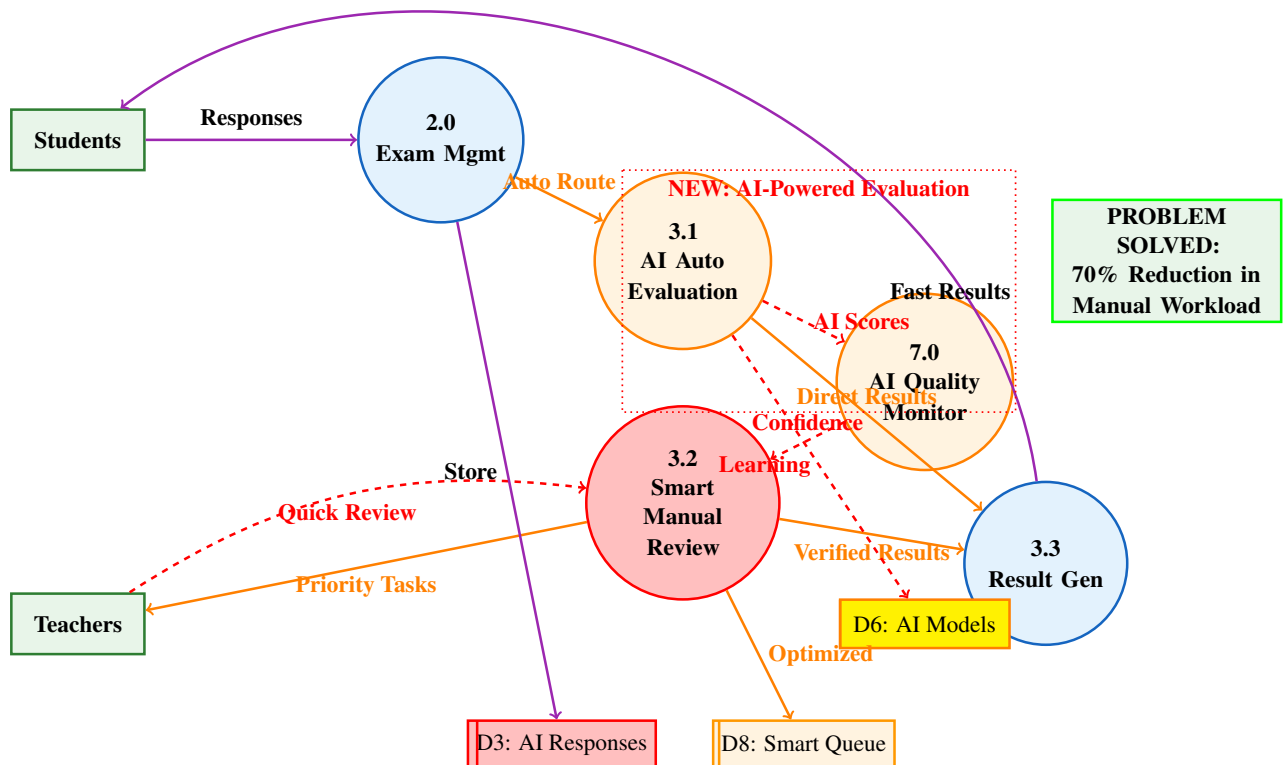 Students
Responses
2.0
Exam Mgmt
Auto Route
NEW: AI-Powered Evaluation
3.1
AI Auto
Evaluation
PROBLEM
SOLVED:
70% Reduction in
Manual Workload
Fast Results
AI Scores
7.0
AI Quality
Monitor
Direct Results
Confidence
Learning
3.2
Smart
Manual
Review
Store
Quick Review
Priority Tasks
Teachers
Verified Results
3.3
Result Gen
D6: AI Models
Optimized
D3: AI Responses
D8: Smart Queue